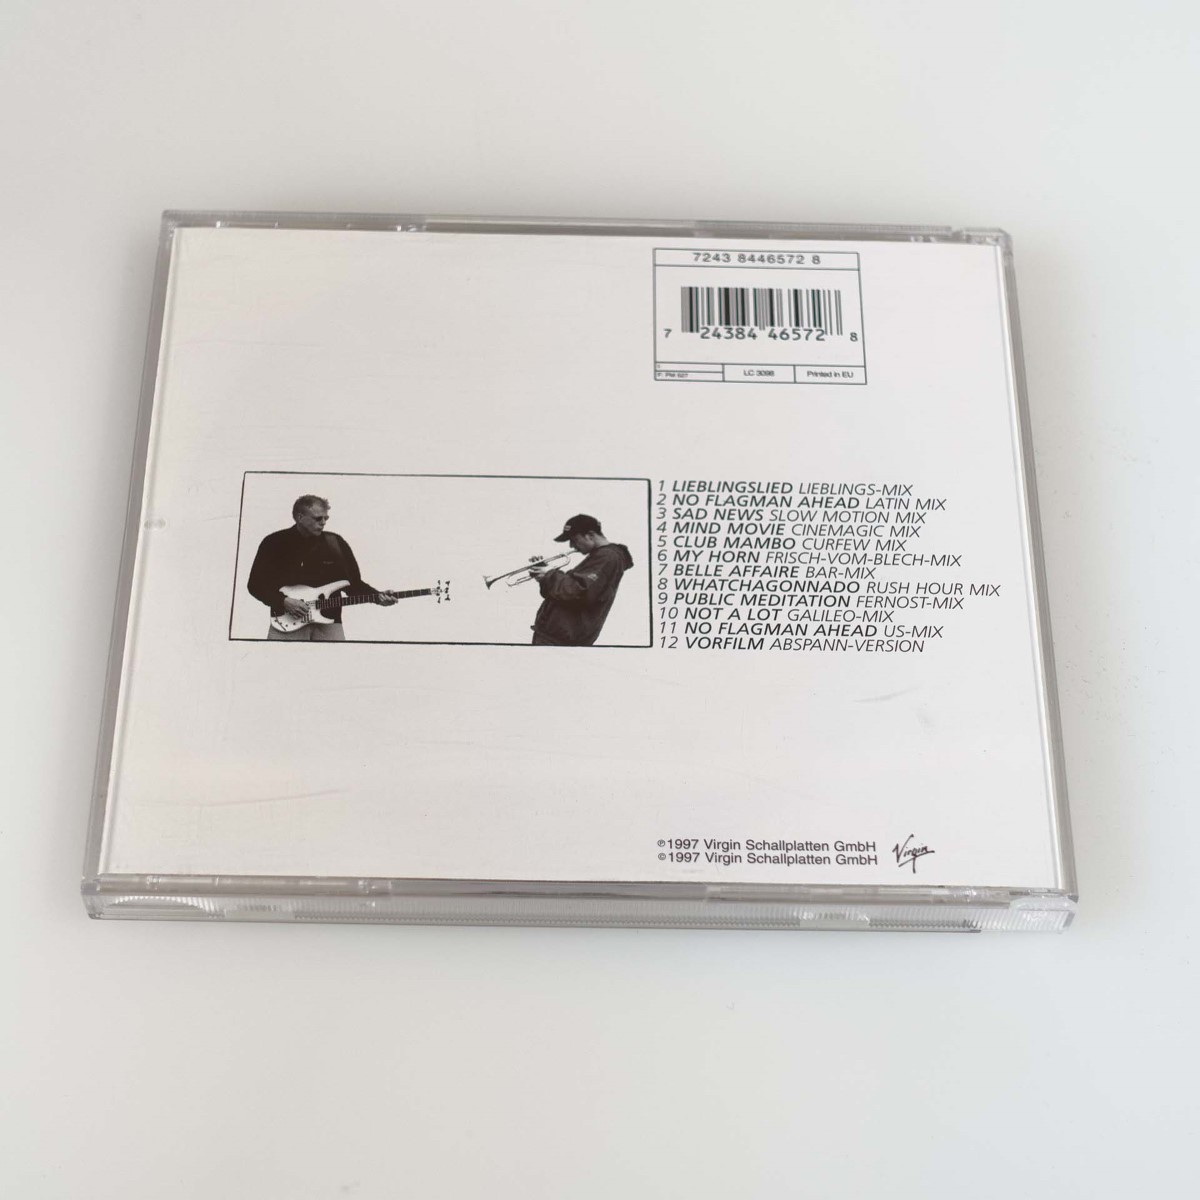 7243 8446572 8
7 24384 46572 8
F: PM 527
LC 3098
Printed in EU
1 LIEBLINGSLIED LIEBLINGS-MIX
2 NO FLAGMAN AHEAD LATIN MIX
3 SAD NEWS SLOW MOTION MIX
4 MIND MOVIE CINEMAGIC MIX
5 CLUB MAMBO CURFEW MIX
6 MY HORN FRISCH-VOM-BLECH-MIX
7 BELLE AFFAIRE BAR-MIX
8 WHATCHAGONNADO RUSH HOUR MIX
9 PUBLIC MEDITATION FERNOST-MIX
10 NOT A LOT GALILEO-MIX
11 NO FLAGMAN AHEAD US-MIX
12 VORFILM ABSPANN-VERSION
℗1997 Virgin Schallplatten GmbH
©1997 Virgin Schallplatten GmbH
Virgin